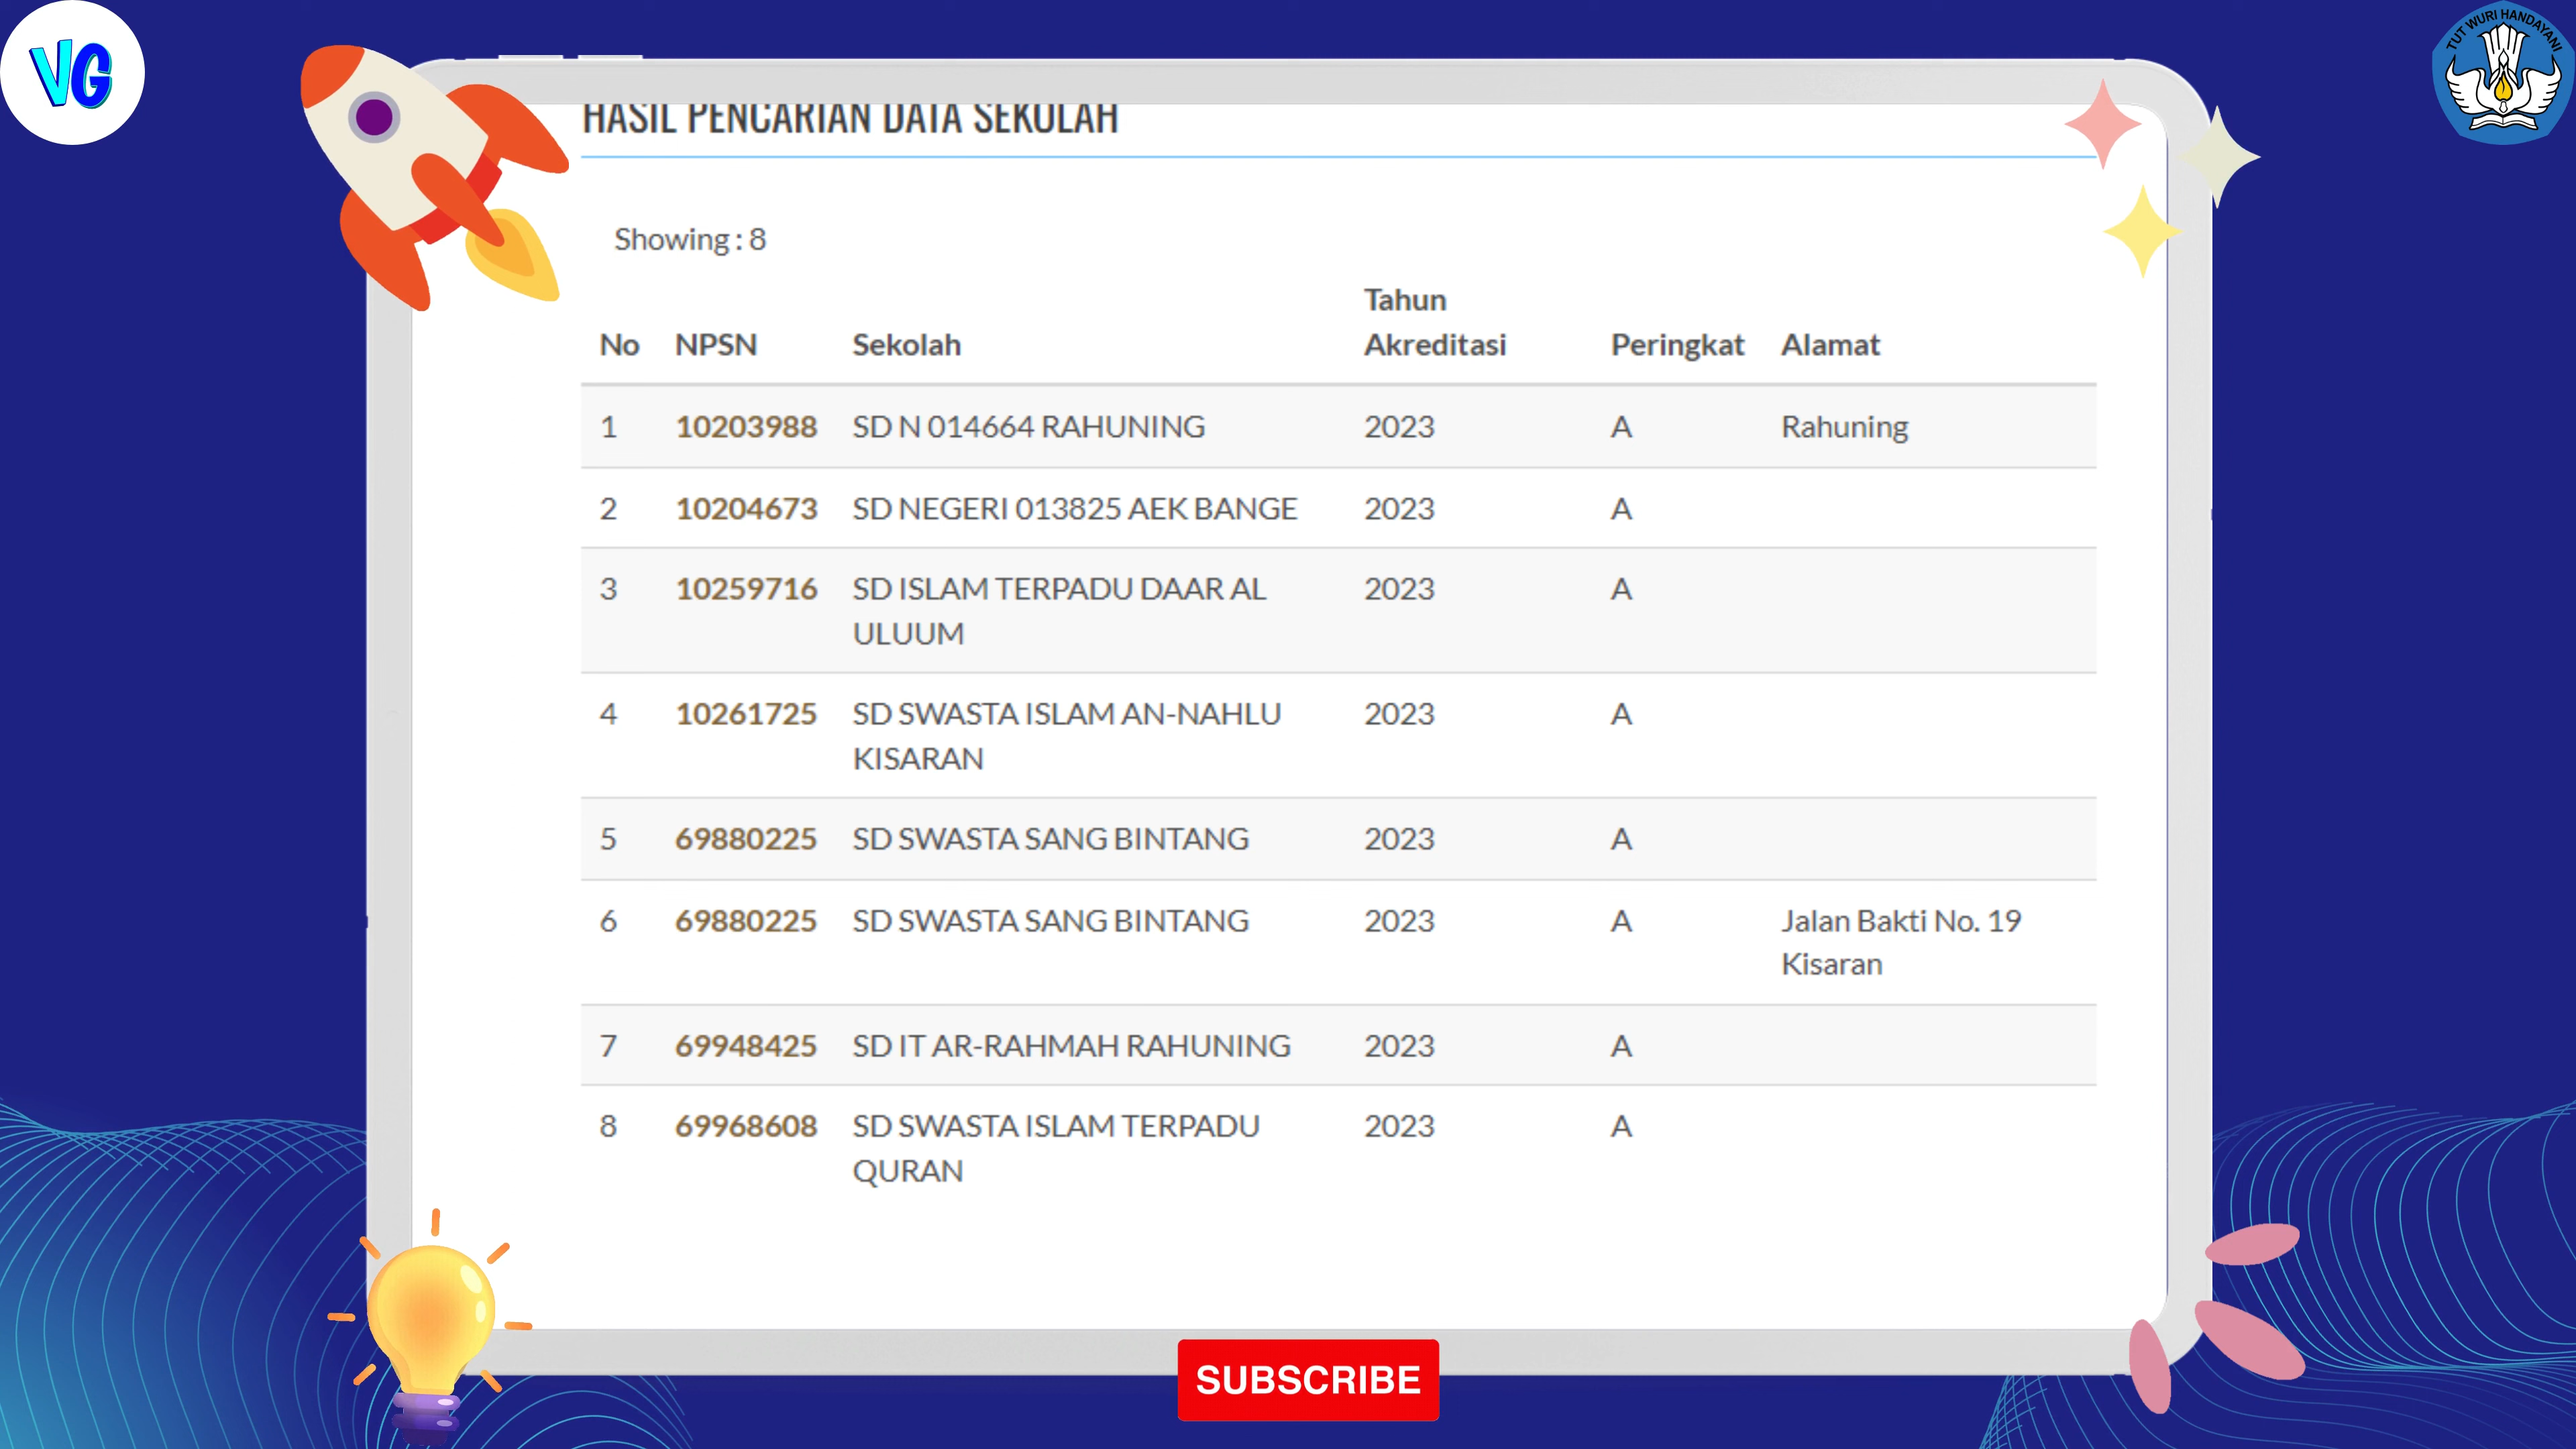 VG
TUT WURI HANDAYANI
HASIL PENCARIAN DATA SEKOLAH
Showing : 8
No NPSN Sekolah Tahun Akreditasi Peringkat Alamat
1 10203988 SD N 014664 RAHUNING 2023 A Rahuning
2 10204673 SD NEGERI 013825 AEK BANGE 2023 A
3 10259716 SD ISLAM TERPADU DAAR AL 2023 A
ULUUM
4 10261725 SD SWASTA ISLAM AN-NAHLU 2023 A
KISARAN
5 69880225 SD SWASTA SANG BINTANG 2023 A
6 69880225 SD SWASTA SANG BINTANG 2023 A Jalan Bakti No. 19
Kisaran
7 69948425 SD IT AR-RAHMAH RAHUNING 2023 A
8 69968608 SD SWASTA ISLAM TERPADU 2023 A
QURAN
SUBSCRIBE